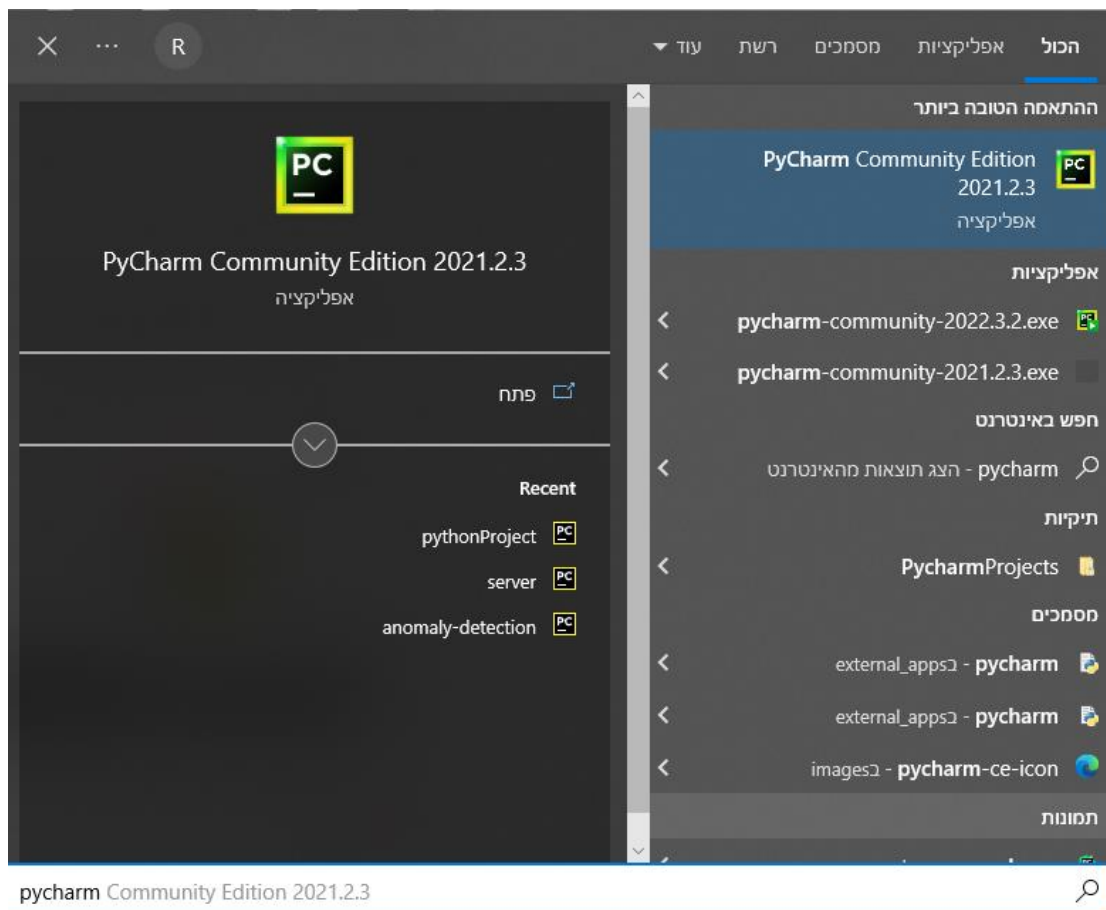 הכול אפליקציות מסמכים רשת עוד
R
ההתאמה הטובה ביותר
PyCharm Community Edition
2021.2.3
אפליקציה
אפליקציות
pycharm-community-2022.3.2.exe
pycharm-community-2021.2.3.exe
חפש באינטרנט
pycharm - הצג תוצאות מהאינטרנט
תיקיות
PycharmProjects
מסמכים
pycharm - בexternal_apps
pycharm - בexternal_apps
pycharm-ce-icon - בimages
תמונות
PC
PyCharm Community Edition 2021.2.3
אפליקציה
פתח
Recent
pythonProject
server
anomaly-detection
pycharm Community Edition 2021.2.3